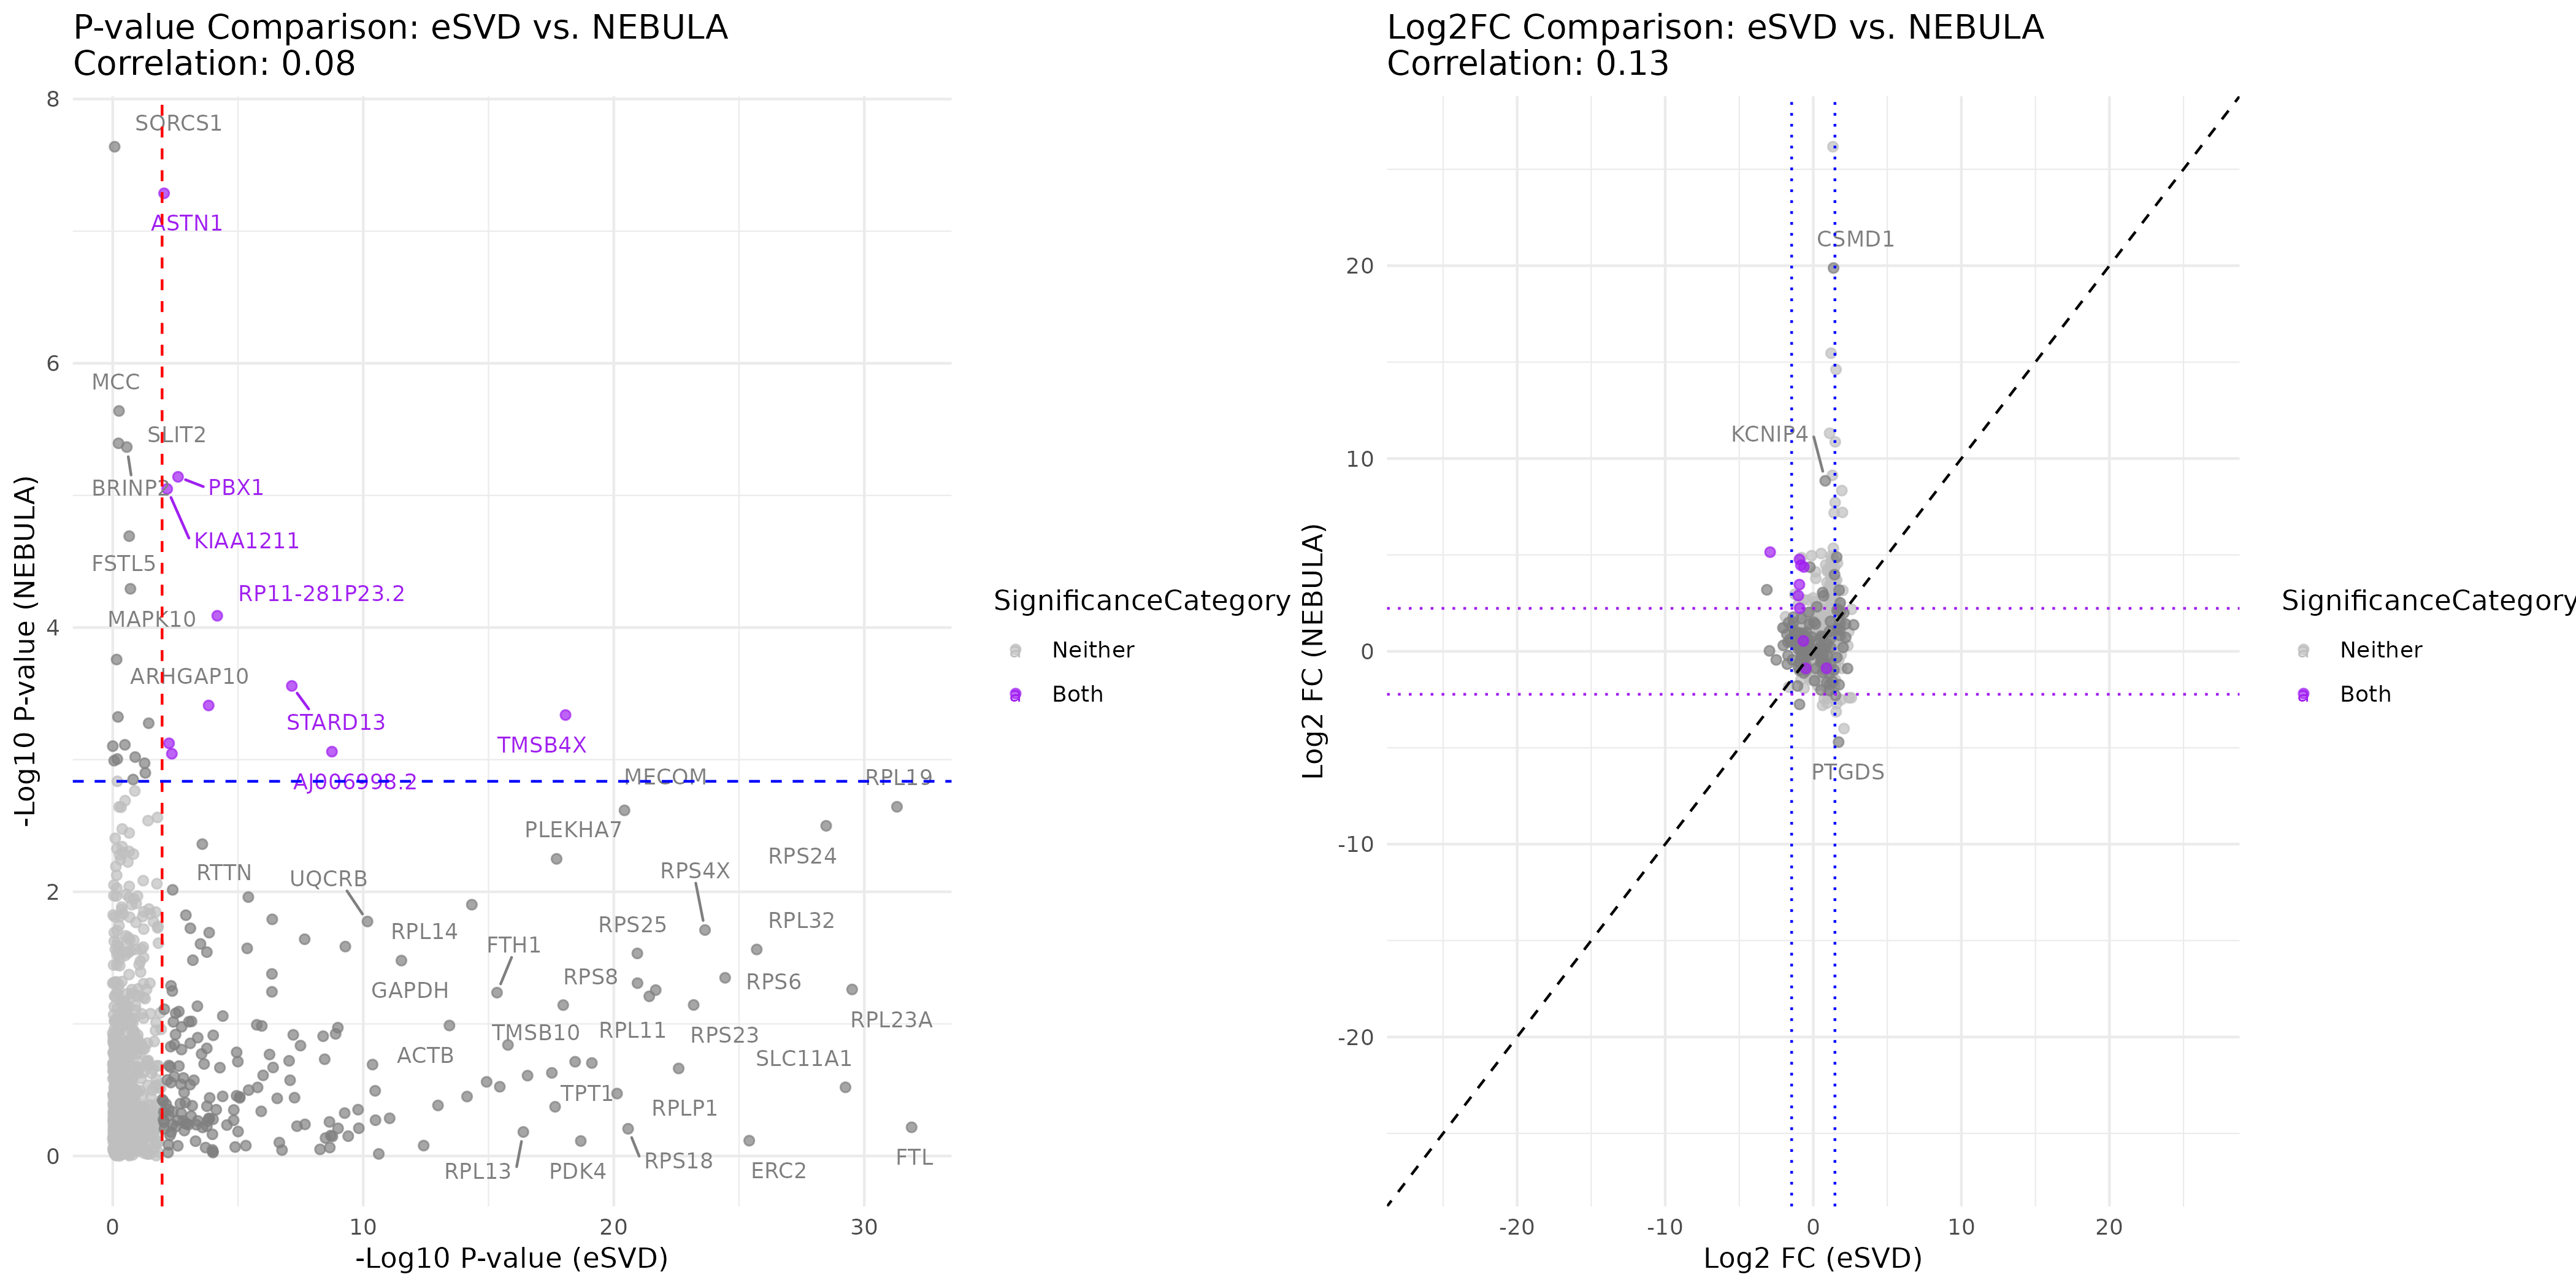 P-value Comparison: eSVD vs. NEBULA
Correlation: 0.08
8
6
4
2
0
-Log10 P-value (NEBULA)
SORCS1
ASTN1
MCC
SLIT2
BRINP2
PBX1
KIAA1211
FSTL5
RP11-281P23.2
MAPK10
ARHGAP10
STARD13
TMSB4X
AJ006998.2
MECOM
RPL19
PLEKHA7
RPS24
RTTN
UQCRB
RPS4X
RPL14
RPS25
RPL32
FTH1
RPS8
RPS6
GAPDH
TMSB10
RPL11
RPS23
RPL23A
ACTB
SLC11A1
TPT1
RPLP1
RPL13
PDK4
RPS18
ERC2
FTL
0
10
20
30
-Log10 P-value (eSVD)
SignificanceCategory
Neither
Both
Log2FC Comparison: eSVD vs. NEBULA
Correlation: 0.13
20
10
0
-10
-20
Log2 FC (NEBULA)
CSMD1
KCNIP4
PTGDS
-20
-10
0
10
20
Log2 FC (eSVD)
SignificanceCategory
Neither
Both